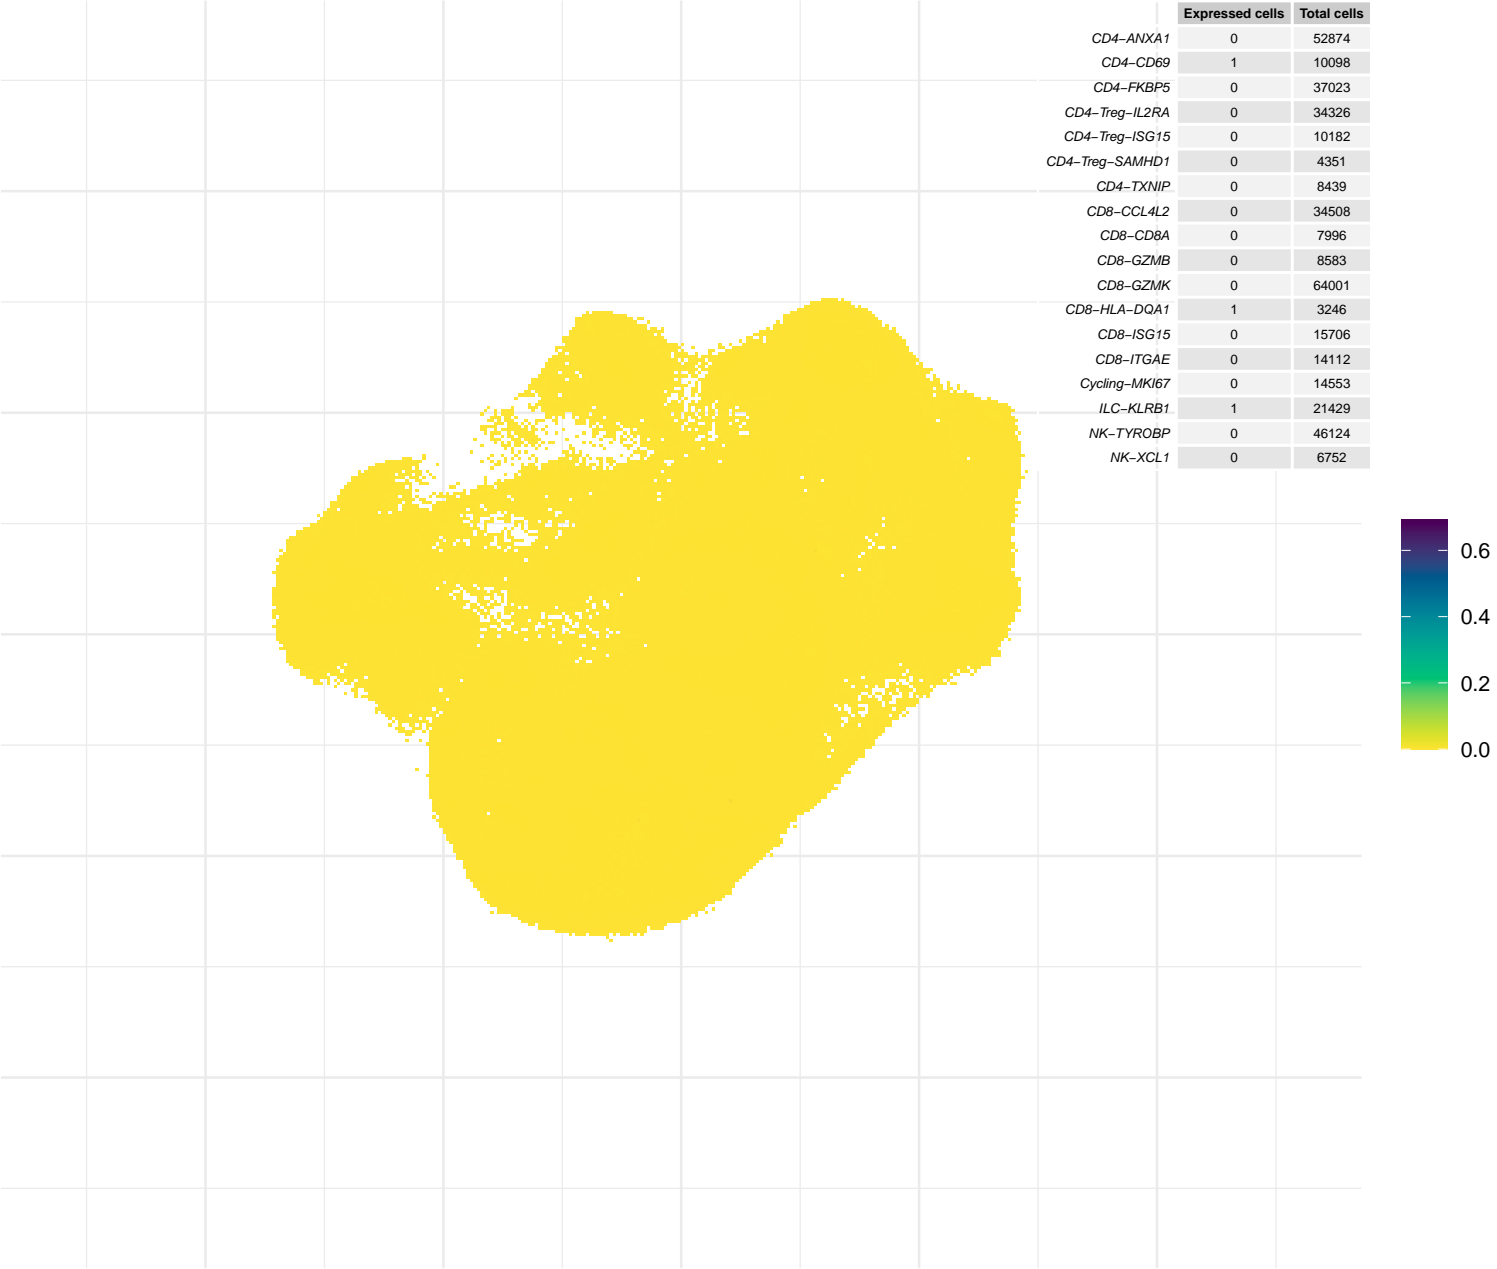 Expressed cells Total cells
CD4−ANXA1 0 52874
CD4−CD69 1 10098
CD4−FKBP5 0 37023
CD4−Treg−IL2RA 0 34326
CD4−Treg−ISG15 0 10182
CD4−Treg−SAMHD1 0 4351
CD4−TXNIP 0 8439
CD8−CCL4L2 0 34508
CD8−CD8A 0 7996
CD8−GZMB 0 8583
CD8−GZMK 0 64001
CD8−HLA−DQA1 1 3246
CD8−ISG15 0 15706
CD8−ITGAE 0 14112
Cycling−MKI67 0 14553
ILC−KLRB1 1 21429
NK−TYROBP 0 46124
NK−XCL1 0 6752
0.6
0.4
0.2
0.0